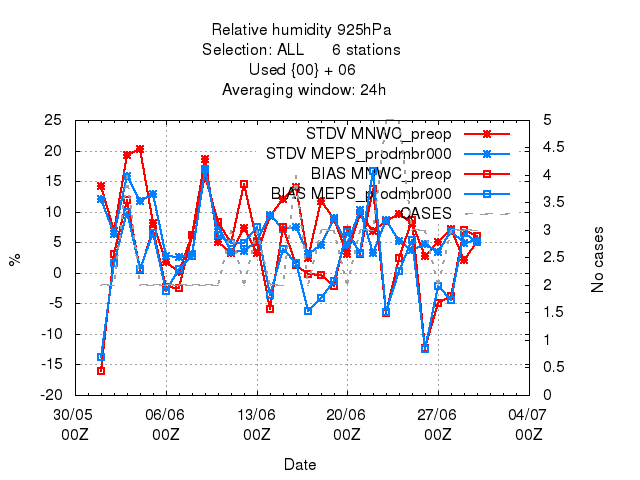 Relative humidity 925hPa
Selection: ALL 6 stations
Used {00} + 06
Averaging window: 24h
25 5
20 4.5
15 4
10 3.5
5 3
0 2.5
-5 2
-10 1.5
-15 1
-20 0.5
0
STDV MNWC_preop
STDV MEPS_prodmbr000
BIAS MNWC_preop
BIAS MEPS_prodmbr000
CASES
%
No cases
30/05 06/06 13/06 20/06 27/06 04/07
00Z 00Z 00Z 00Z 00Z 00Z
Date